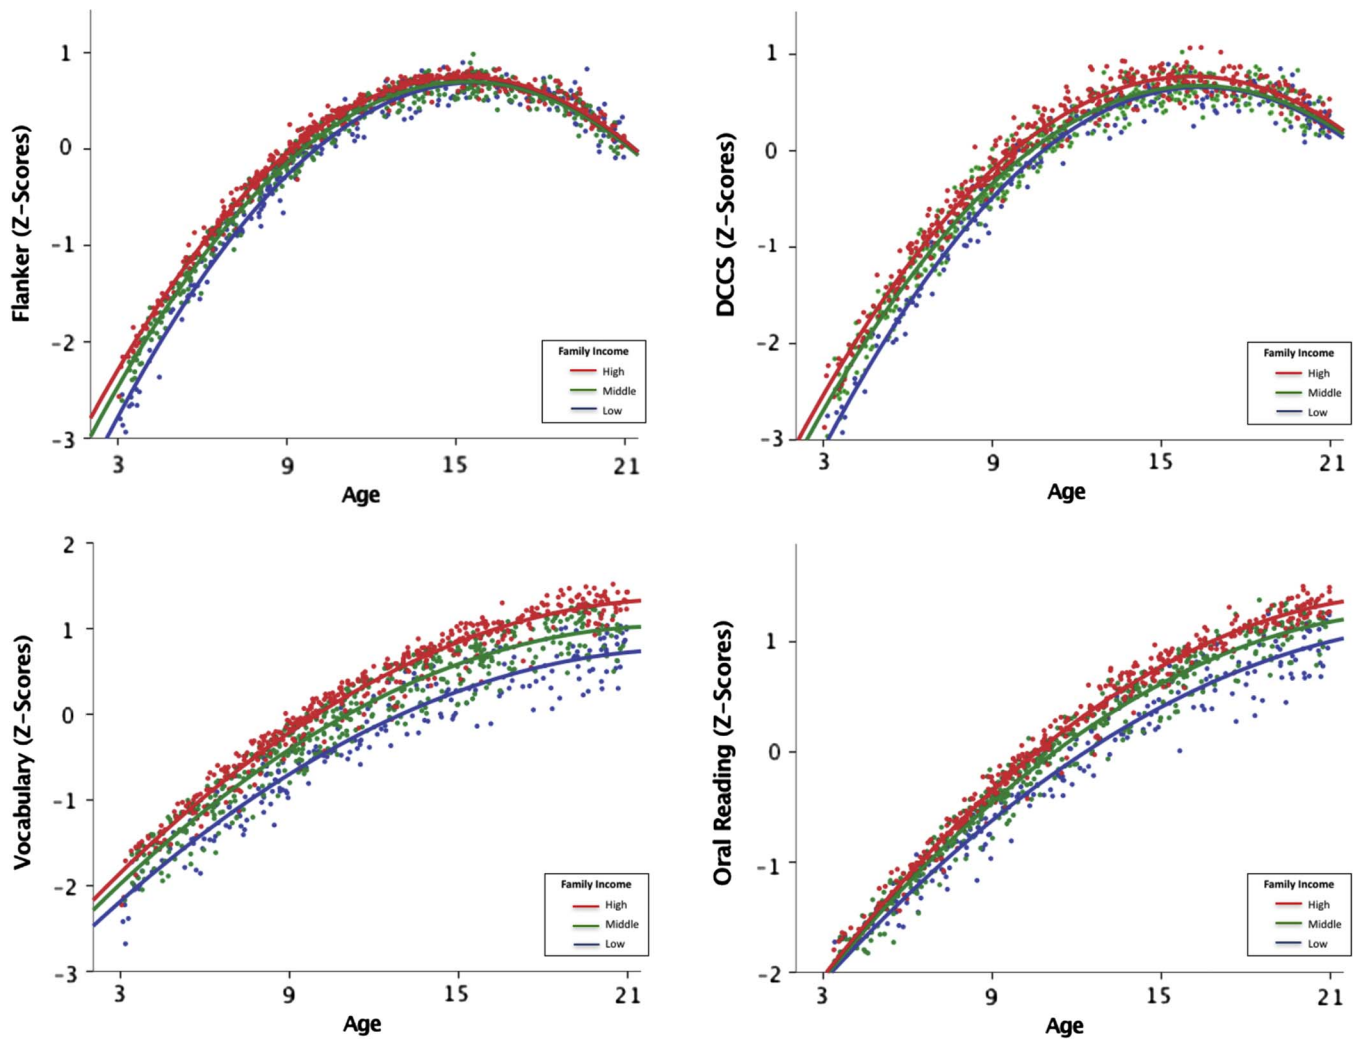 1
0
−1
−2
−3
Flanker (Z−Scores)
3
9
15
21
Age
Family Income
High
Middle
Low
1
0
−1
−2
−3
DCCS (Z−Scores)
3
9
15
21
Age
Family Income
High
Middle
Low
2
1
0
−1
−2
−3
Vocabulary (Z−Scores)
3
9
15
21
Age
Family Income
High
Middle
Low
1
0
−1
−2
Oral Reading (Z−Scores)
3
9
15
21
Age
Family Income
High
Middle
Low